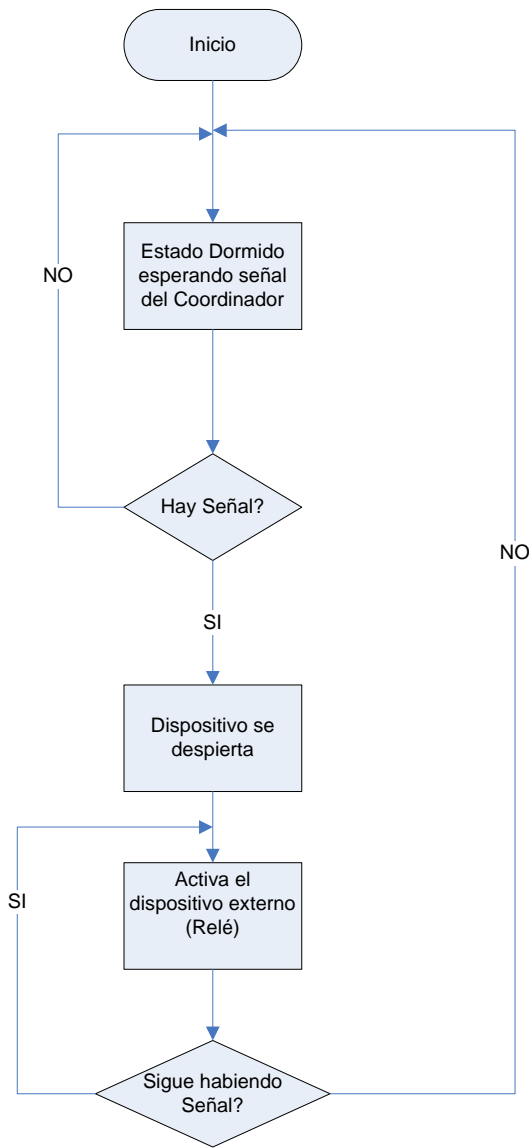 Inicio
Estado Dormido
esperando señal
del Coordinador
NO
Hay Señal?
NO
SI
Dispositivo se
despierta
Activa el
dispositivo externo
(Relé)
SI
Sigue habiendo
Señal?